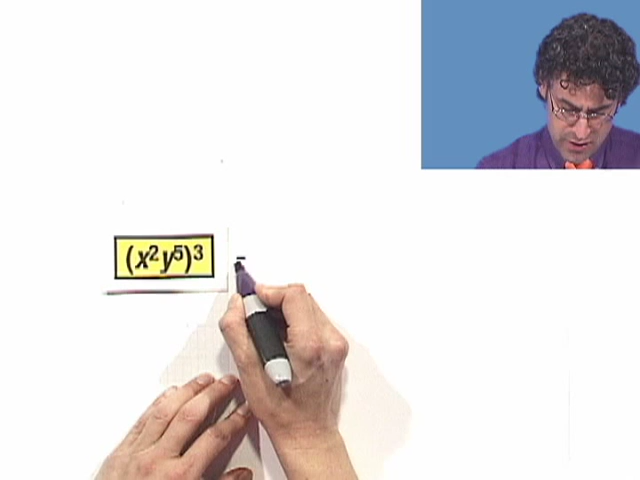 (x²y⁵)³ =